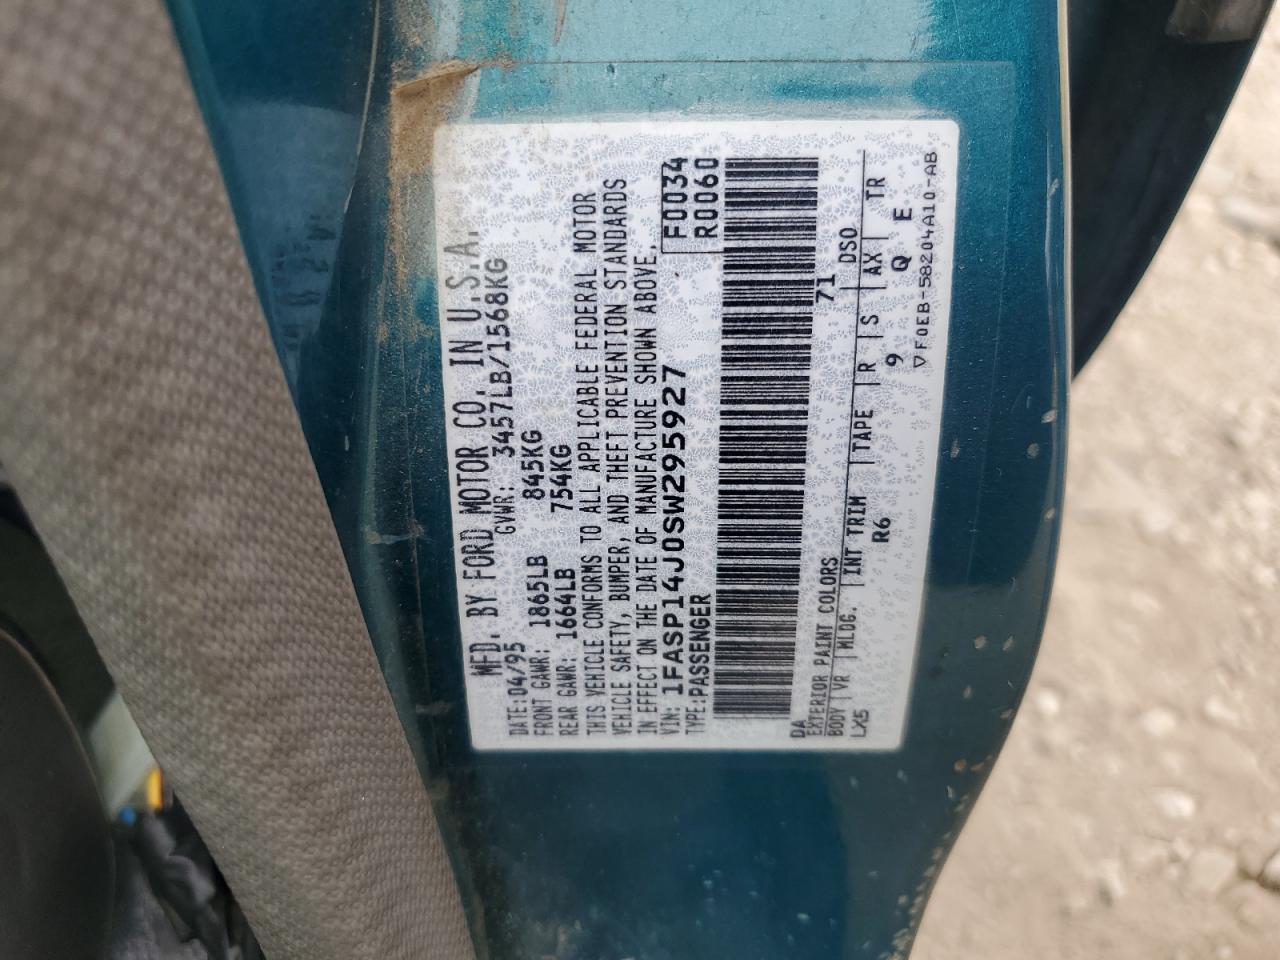 MFD. BY FORD MOTOR CO. IN U.S.A.
DATE: 04/95 GVWR: 3457LB/1568KG
FRONT GAWR: 1865LB 845KG
REAR GAWR: 1664LB 754KG
THIS VEHICLE CONFORMS TO ALL APPLICABLE FEDERAL MOTOR
VEHICLE SAFETY, BUMPER, AND THEFT PREVENTION STANDARDS
IN EFFECT ON THE DATE OF MANUFACTURE SHOWN ABOVE.
VIN: 1FASP14J0SW295927 F0034
TYPE: PASSENGER R0060
DA 71
EXTERIOR PAINT COLORS DSO
BODY VR MLDG. INT TRIM TAPE R S AX TR
LX5 R6 9 Q E
▽F0EB-58204A10-AB